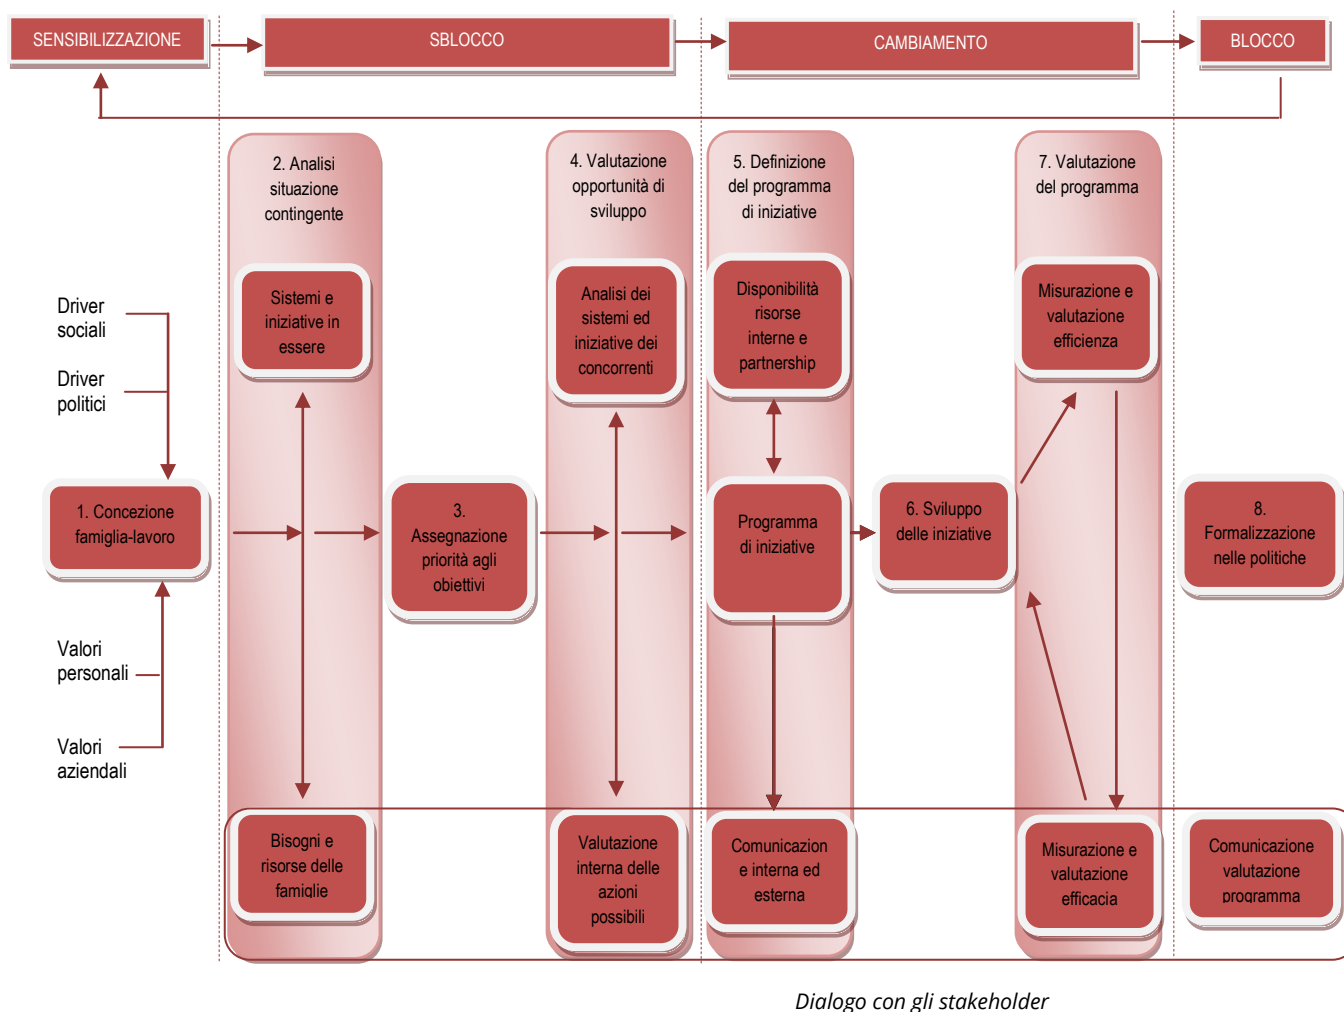 SENSIBILIZZAZIONE
SBLOCCO
CAMBIAMENTO
BLOCCO
2. Analisi
situazione
contingente
4. Valutazione
opportunità di
sviluppo
5. Definizione
del programma
di iniziative
7. Valutazione
del programma
Driver
sociali
Driver
politici
Sistemi e
iniziative in
essere
Analisi dei
sistemi ed
iniziative dei
concorrenti
Disponibilità
risorse
interne e
partnership
Misurazione e
valutazione
efficienza
1. Concezione
famiglia-lavoro
3.
Assegnazione
priorità agli
obiettivi
Programma
di iniziative
6. Sviluppo
delle iniziative
8.
Formalizzazione
nelle politiche
Valori
personali
Valori
aziendali
Bisogni e
risorse delle
famiglie
Valutazione
interna delle
azioni
possibili
Comunicazion
e interna ed
esterna
Misurazione e
valutazione
efficacia
Comunicazione
valutazione
programma
Dialogo con gli stakeholder